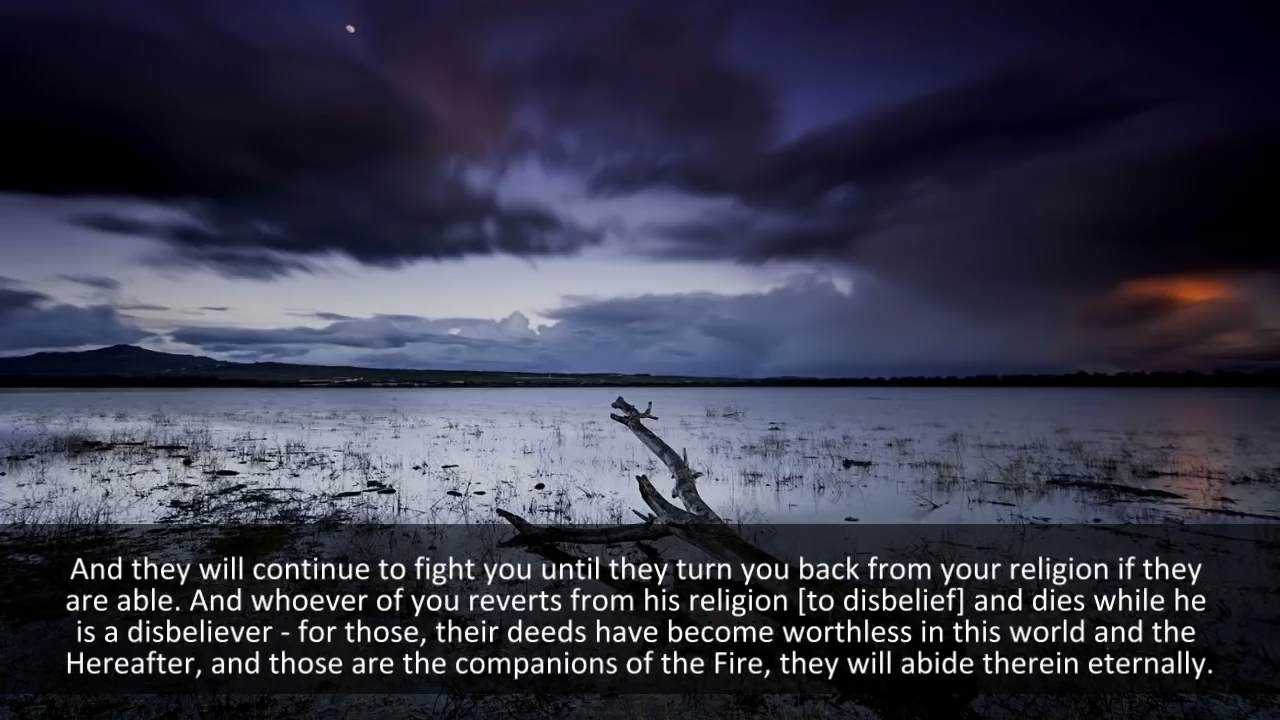 And they will continue to fight you until they turn you back from your religion if they
are able. And whoever of you reverts from his religion [to disbelief] and dies while he
is a disbeliever - for those, their deeds have become worthless in this world and the
Hereafter, and those are the companions of the Fire, they will abide therein eternally.